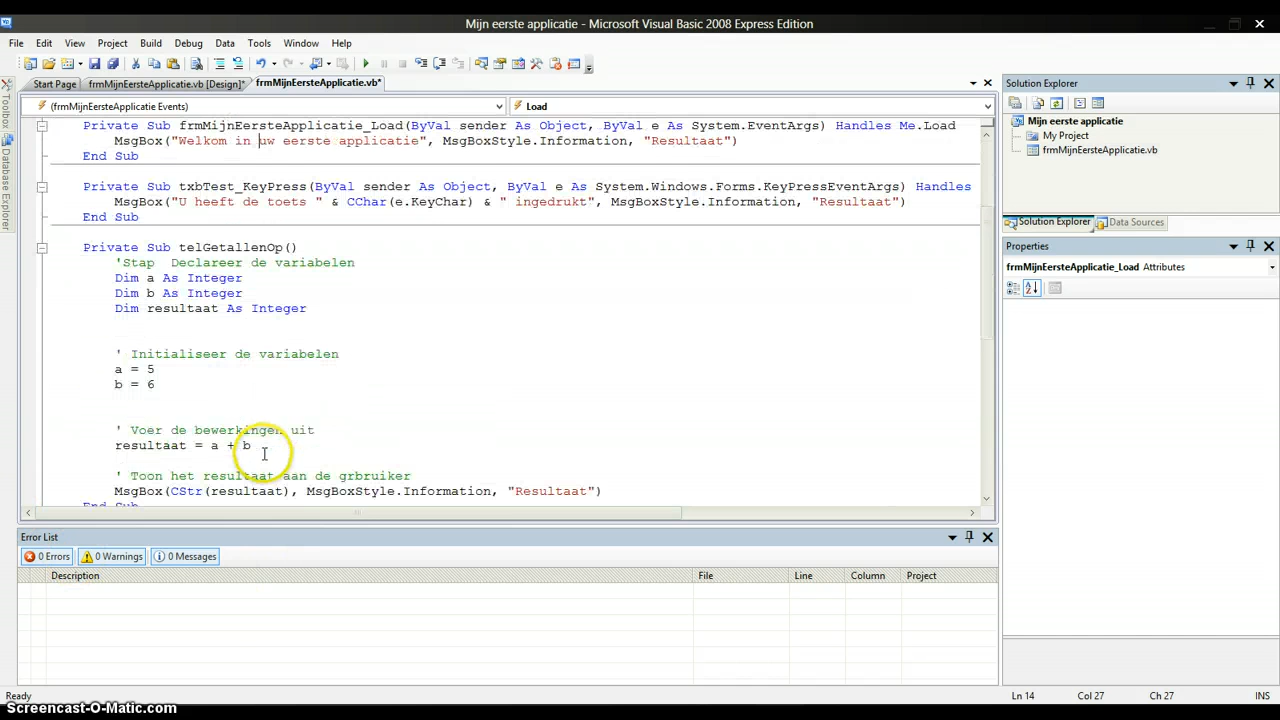 Mijn eerste applicatie - Microsoft Visual Basic 2008 Express Edition
File Edit View Project Build Debug Data Tools Window Help
Start Page frmMijnEersteApplicatie.vb [Design]* frmMijnEersteApplicatie.vb*
(frmMijnEersteApplicatie Events) Load
Private Sub frmMijnEersteApplicatie_Load(ByVal sender As Object, ByVal e As System.EventArgs) Handles Me.Load
MsgBox("Welkom in uw eerste applicatie", MsgBoxStyle.Information, "Resultaat")
End Sub
Private Sub txbTest_KeyPress(ByVal sender As Object, ByVal e As System.Windows.Forms.KeyPressEventArgs) Handles
MsgBox("U heeft de toets " & CChar(e.KeyChar) & " ingedrukt", MsgBoxStyle.Information, "Resultaat")
End Sub
Private Sub telGetallenOp()
'Stap  Declareer de variabelen
Dim a As Integer
Dim b As Integer
Dim resultaat As Integer
' Initialiseer de variabelen
a = 5
b = 6
' Voer de bewerkingen uit
resultaat = a + b
' Toon het resultaat aan de grbruiker
MsgBox(CStr(resultaat), MsgBoxStyle.Information, "Resultaat")
End Sub
Toolbox
Database Explorer
Solution Explorer
Mijn eerste applicatie
My Project
frmMijnEersteApplicatie.vb
Solution Explorer Data Sources
Properties
frmMijnEersteApplicatie_Load Attributes
Error List
0 Errors 0 Warnings 0 Messages
Description File Line Column Project
Ready Ln 14 Col 27 Ch 27 INS
Screencast-O-Matic.com